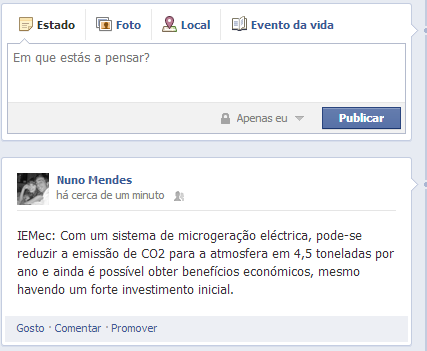 Estado Foto Local Evento da vida
Em que estás a pensar?
Apenas eu Publicar
Nuno Mendes
há cerca de um minuto
IEMec: Com um sistema de microgeração eléctrica, pode-se
reduzir a emissão de CO2 para a atmosfera em 4,5 toneladas por
ano e ainda é possível obter benefícios económicos, mesmo
havendo um forte investimento inicial.
Gosto · Comentar · Promover